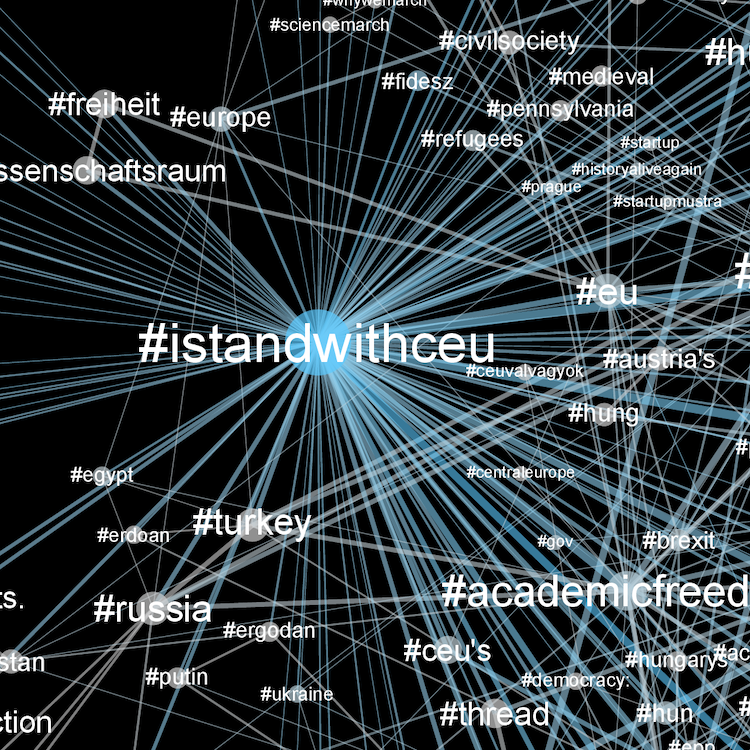 #whywemarch
#sciencemarch
#civilsociety
#fidesz
#medieval
#freiheit
#europe
#pennsylvania
#refugees
#startup
ssenschaftsraum
#historyaliveagain
#prague
#startupmustra
#eu
#istandwithceu
#austria's
#ceuvalvagyok
#hung
#egypt
#centraleurope
#turkey
#erdoan
#gov
#brexit
#academicfreed
ts.
#russia
#ergodan
#ceu's
stan
#hungarys
#ac
#putin
#democracy:
#ukraine
#thread
#hun
ction